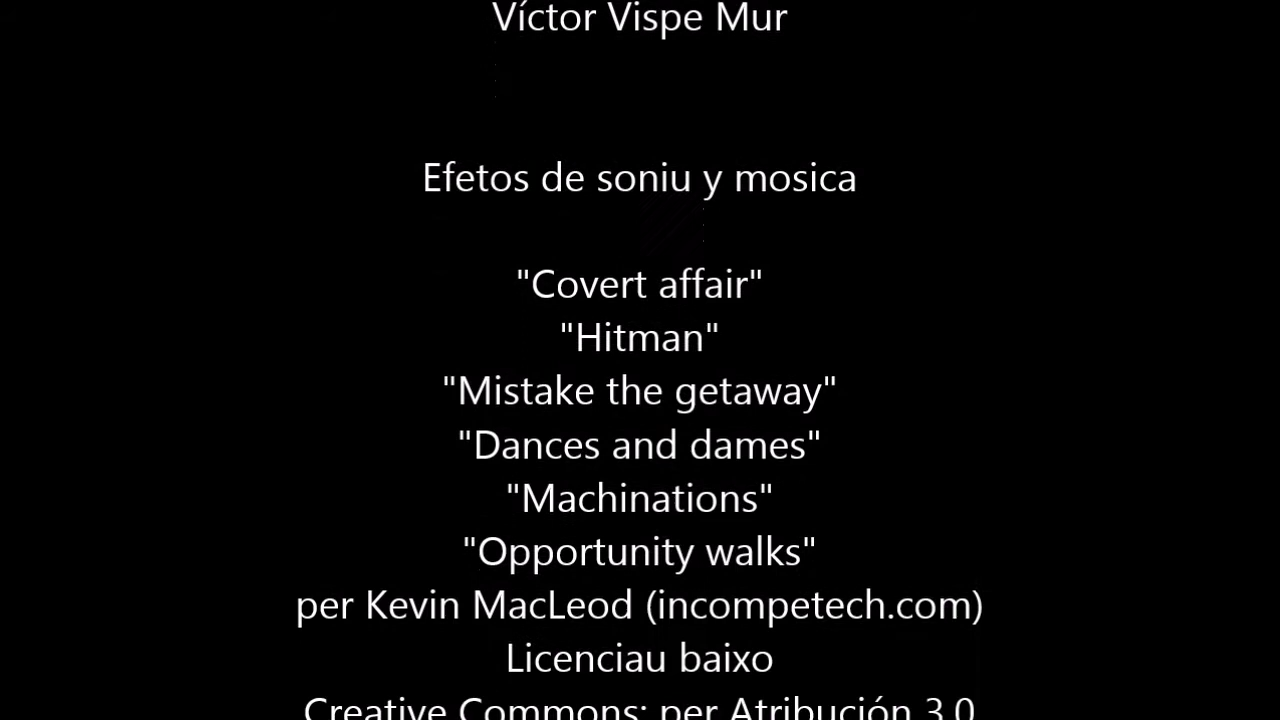 Víctor Vispe Mur
Efetos de soniu y mosica
"Covert affair"
"Hitman"
"Mistake the getaway"
"Dances and dames"
"Machinations"
"Opportunity walks"
per Kevin MacLeod (incompetech.com)
Licenciau baixo
Creative Commons: per Atribución 3.0